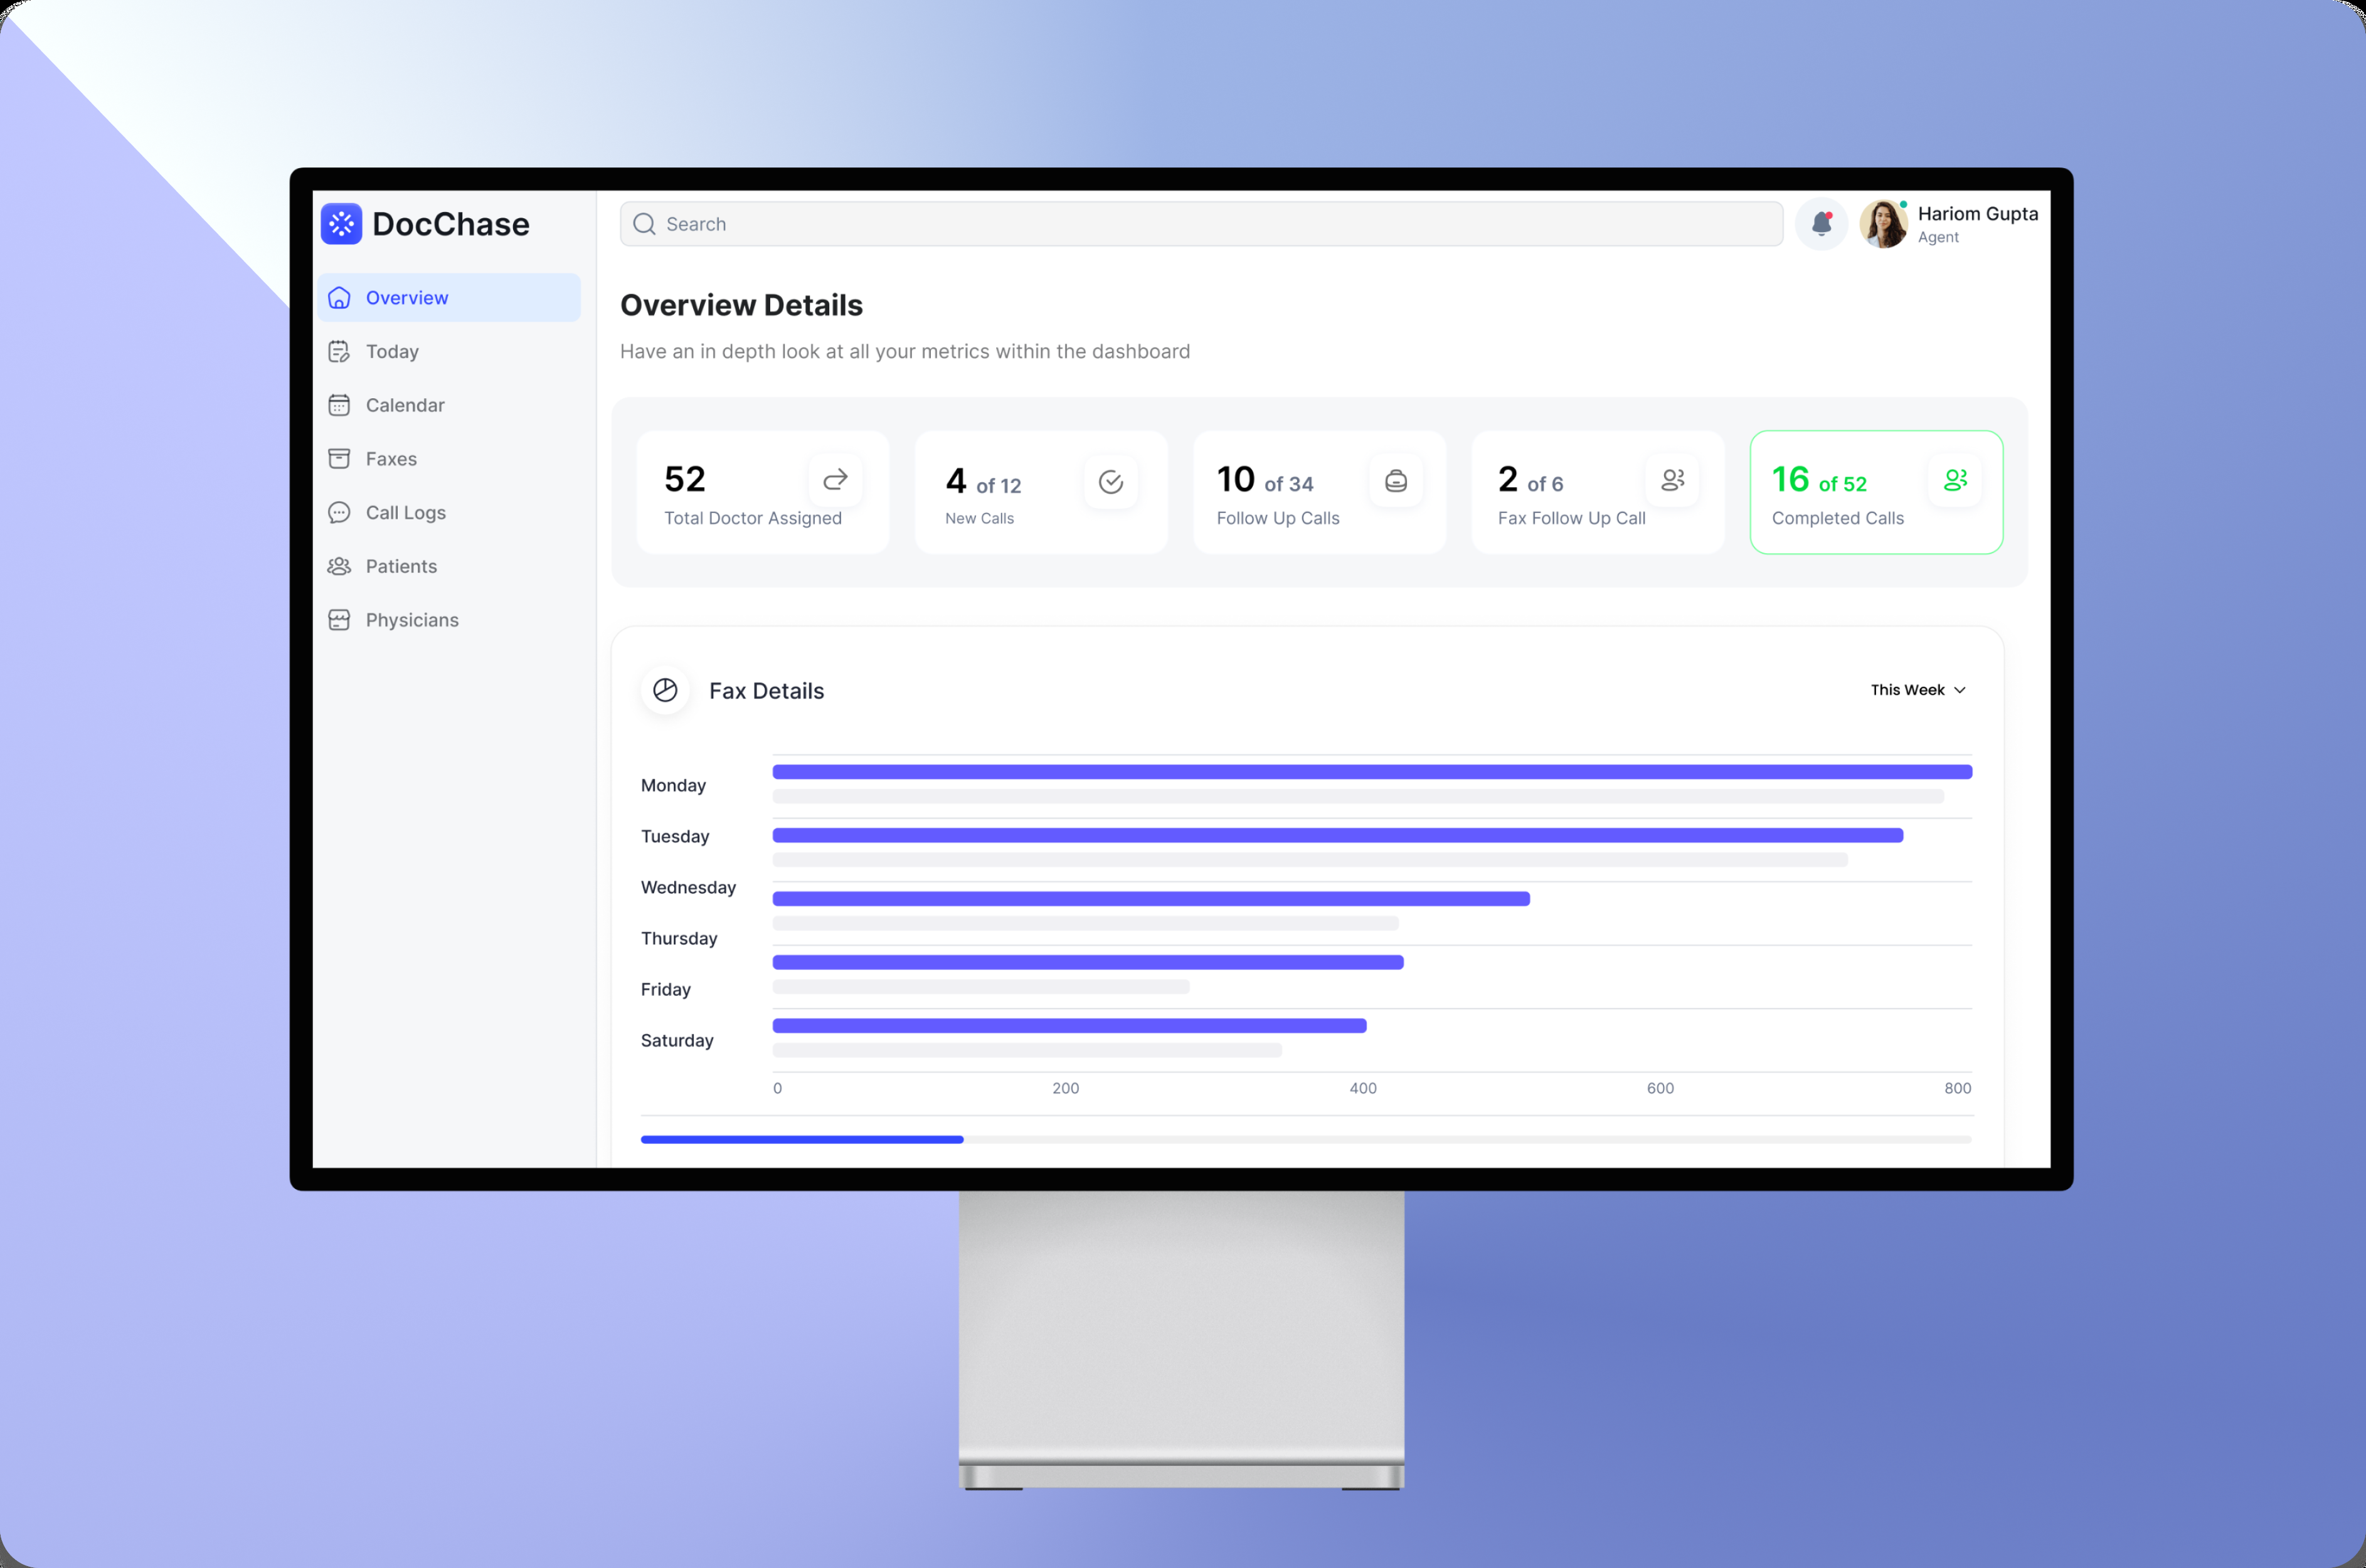 DocChase
Search
Hariom Gupta
Agent
Overview
Today
Calendar
Faxes
Call Logs
Patients
Physicians
Overview Details
Have an in depth look at all your metrics within the dashboard
52
Total Doctor Assigned
4 of 12
New Calls
10 of 34
Follow Up Calls
2 of 6
Fax Follow Up Call
16 of 52
Completed Calls
Fax Details
This Week
Monday
Tuesday
Wednesday
Thursday
Friday
Saturday
0 200 400 600 800